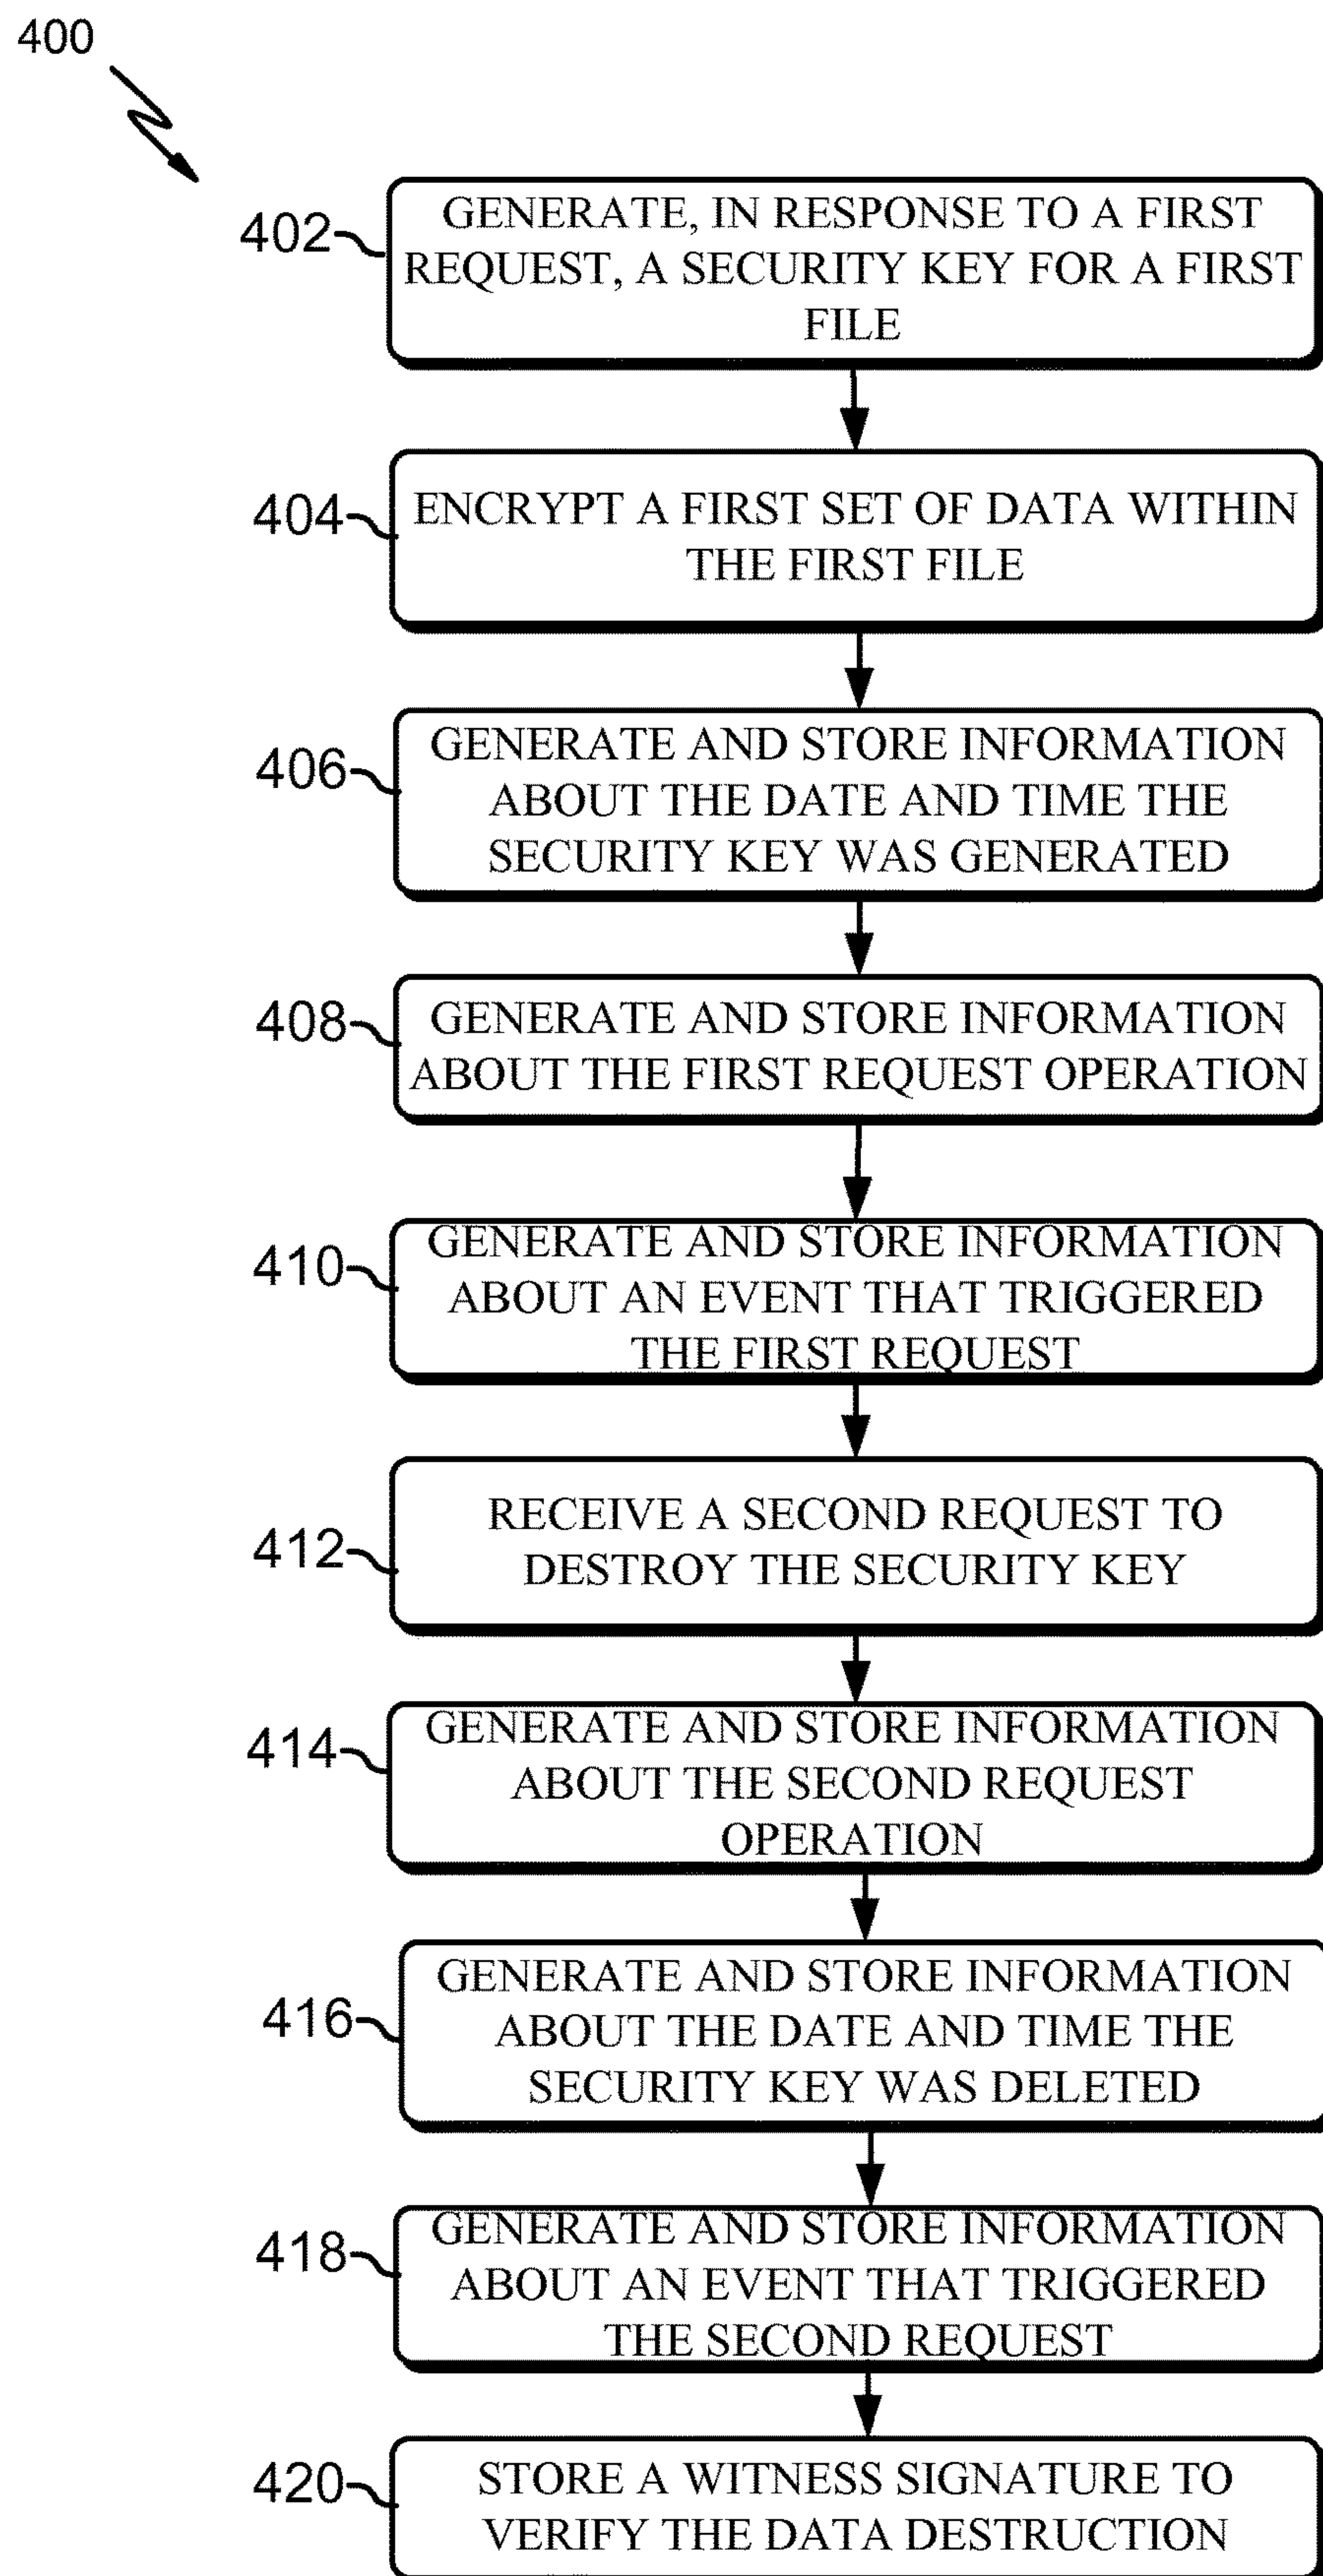 400
402
GENERATE, IN RESPONSE TO A FIRST
REQUEST, A SECURITY KEY FOR A FIRST
FILE
404
ENCRYPT A FIRST SET OF DATA WITHIN
THE FIRST FILE
406
GENERATE AND STORE INFORMATION
ABOUT THE DATE AND TIME THE
SECURITY KEY WAS GENERATED
408
GENERATE AND STORE INFORMATION
ABOUT THE FIRST REQUEST OPERATION
410
GENERATE AND STORE INFORMATION
ABOUT AN EVENT THAT TRIGGERED
THE FIRST REQUEST
412
RECEIVE A SECOND REQUEST TO
DESTROY THE SECURITY KEY
414
GENERATE AND STORE INFORMATION
ABOUT THE SECOND REQUEST
OPERATION
416
GENERATE AND STORE INFORMATION
ABOUT THE DATE AND TIME THE
SECURITY KEY WAS DELETED
418
GENERATE AND STORE INFORMATION
ABOUT AN EVENT THAT TRIGGERED
THE SECOND REQUEST
420
STORE A WITNESS SIGNATURE TO
VERIFY THE DATA DESTRUCTION